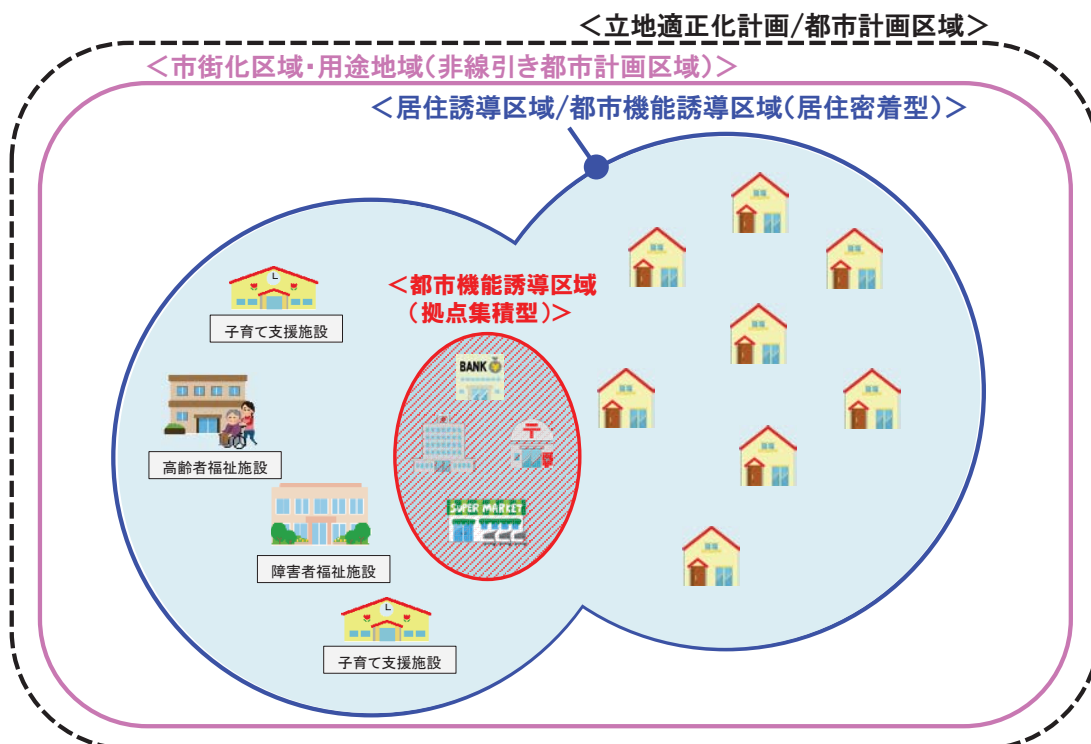 ＜立地適正化計画/都市計画区域＞
＜市街化区域・用途地域(非線引き都市計画区域)＞
＜居住誘導区域/都市機能誘導区域(居住密着型)＞
＜都市機能誘導区域
(拠点集積型)＞
子育て支援施設
BANK
〒
高齢者福祉施設
SUPER MARKET
障害者福祉施設
子育て支援施設